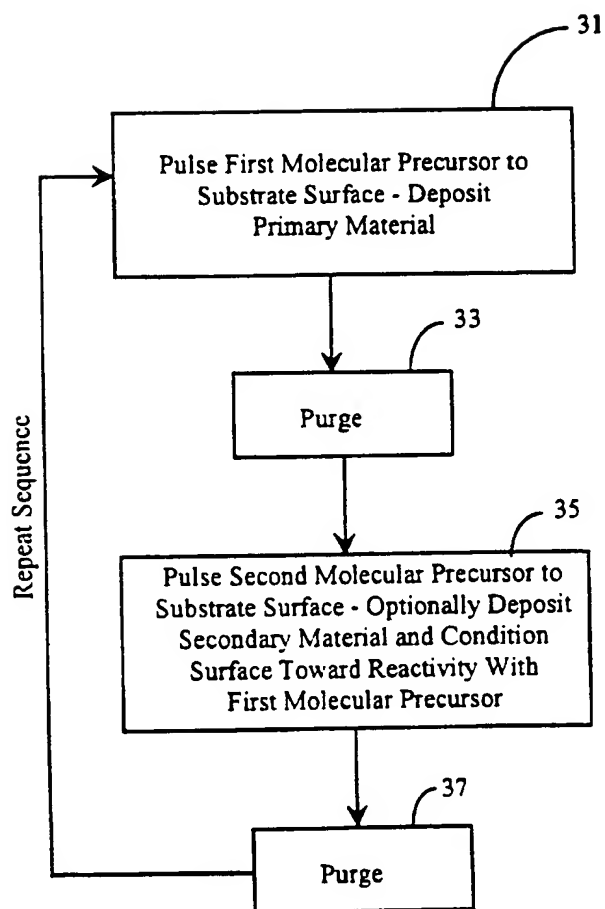 31
Pulse First Molecular Precursor to
Substrate Surface - Deposit
Primary Material
33
Purge
35
Pulse Second Molecular Precursor to
Substrate Surface - Optionally Deposit
Secondary Material and Condition
Surface Toward Reactivity With
First Molecular Precursor
37
Purge
Repeat Sequence